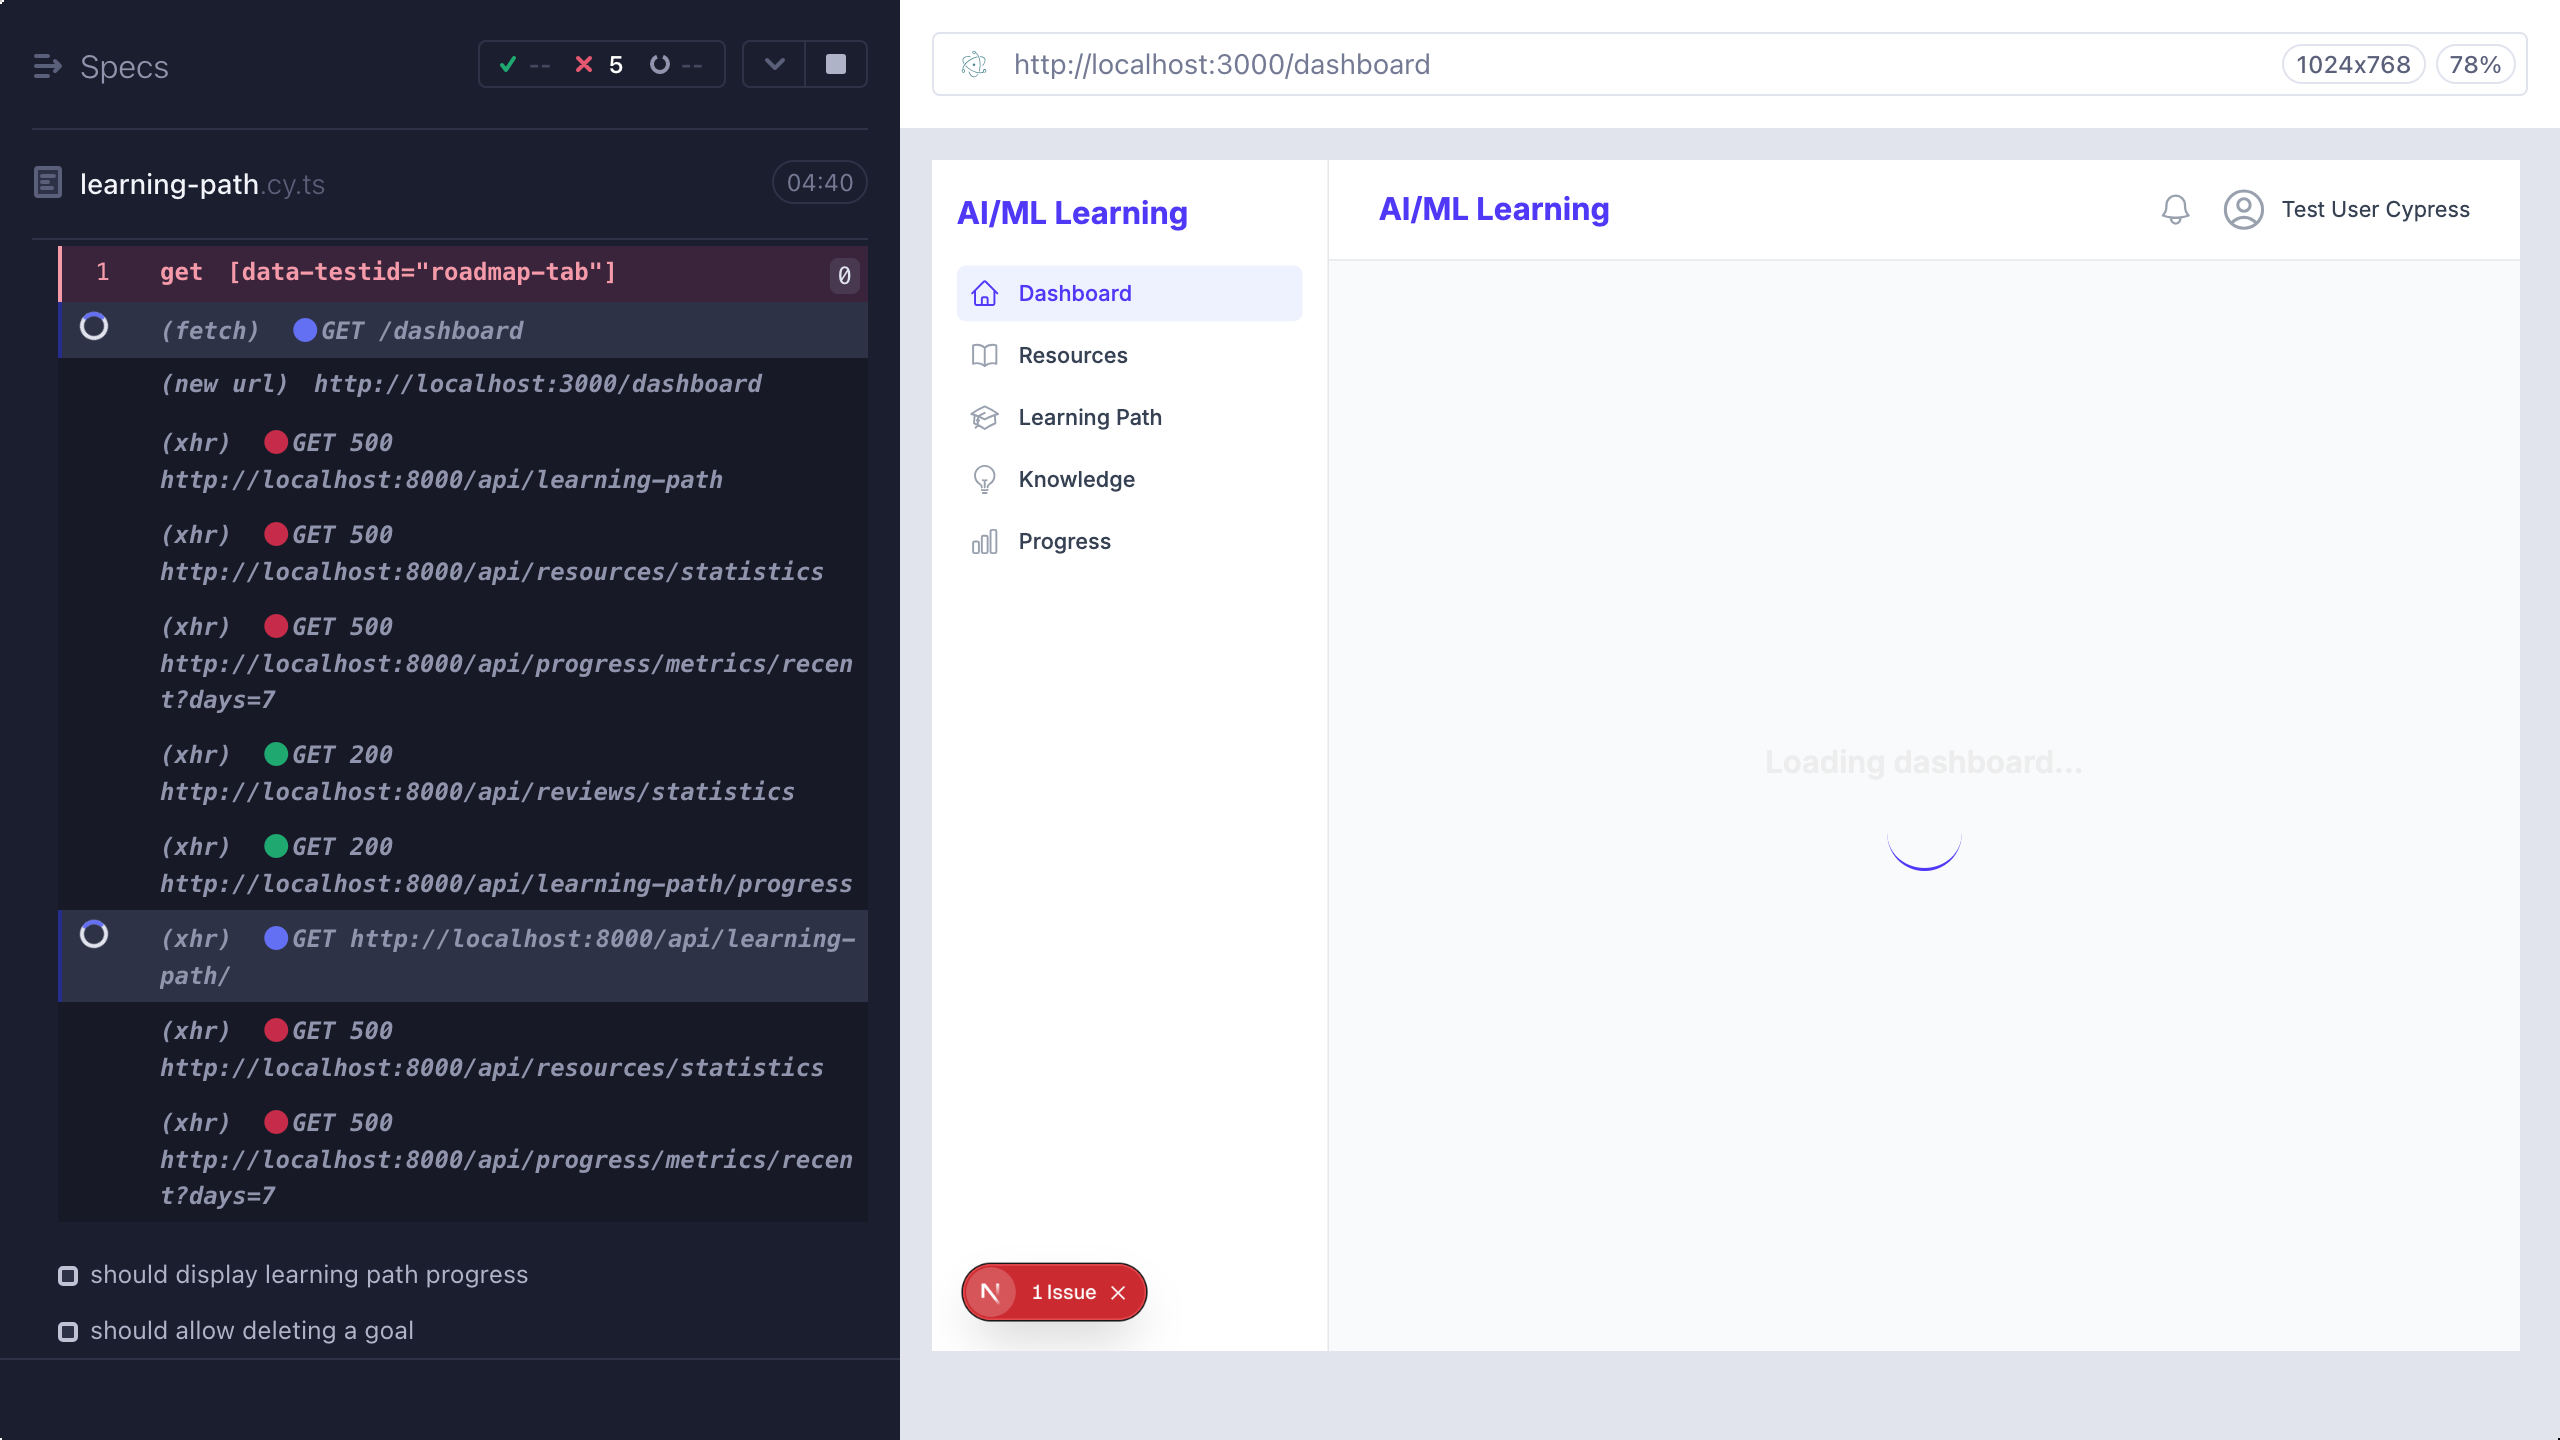 Specs
-- 5 --
learning-path.cy.ts 04:40
1 get [data-testid="roadmap-tab"] 0
(fetch) GET /dashboard
(new url) http://localhost:3000/dashboard
(xhr) GET 500
http://localhost:8000/api/learning-path
(xhr) GET 500
http://localhost:8000/api/resources/statistics
(xhr) GET 500
http://localhost:8000/api/progress/metrics/recen
t?days=7
(xhr) GET 200
http://localhost:8000/api/reviews/statistics
(xhr) GET 200
http://localhost:8000/api/learning-path/progress
(xhr) GET http://localhost:8000/api/learning-
path/
(xhr) GET 500
http://localhost:8000/api/resources/statistics
(xhr) GET 500
http://localhost:8000/api/progress/metrics/recen
t?days=7
should display learning path progress
should allow deleting a goal
http://localhost:3000/dashboard 1024x768 78%
AI/ML Learning
Dashboard
Resources
Learning Path
Knowledge
Progress
N 1 Issue
AI/ML Learning Test User Cypress
Loading dashboard...